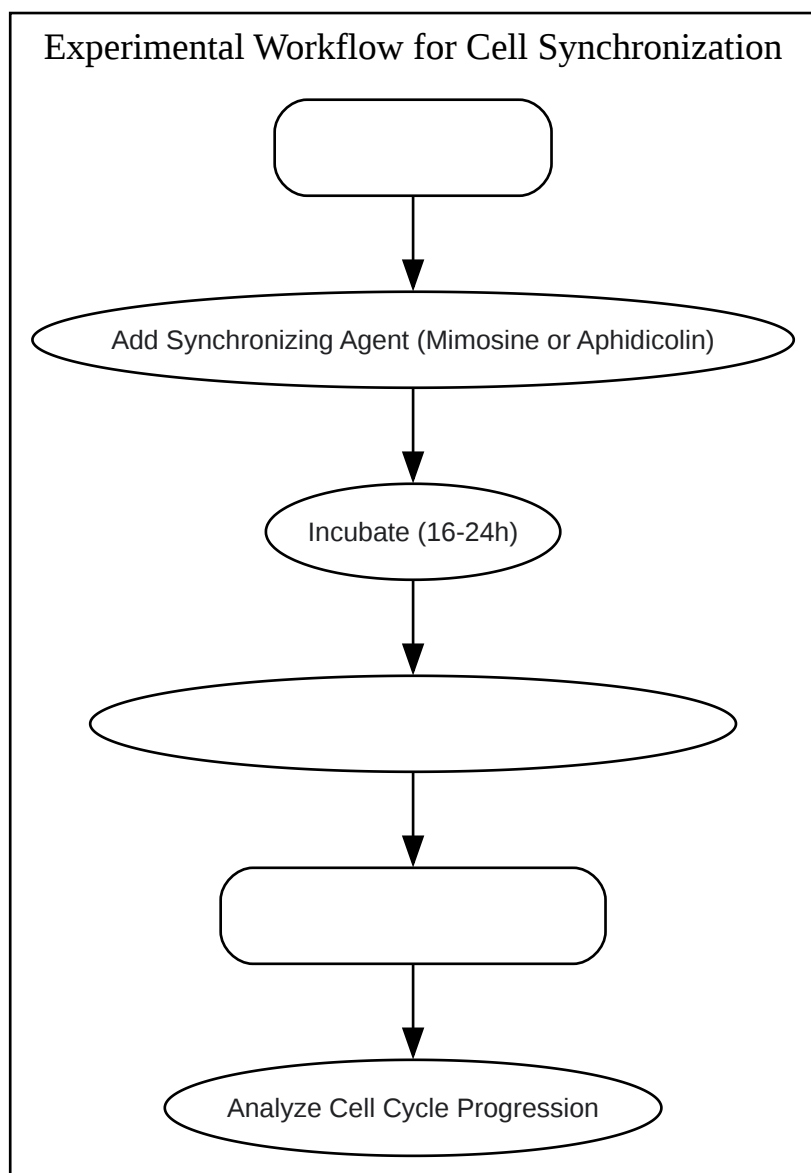 Experimental Workflow for Cell Synchronization
Add Synchronizing Agent (Mimosine or Aphidicolin)
Incubate (16-24h)
Analyze Cell Cycle Progression